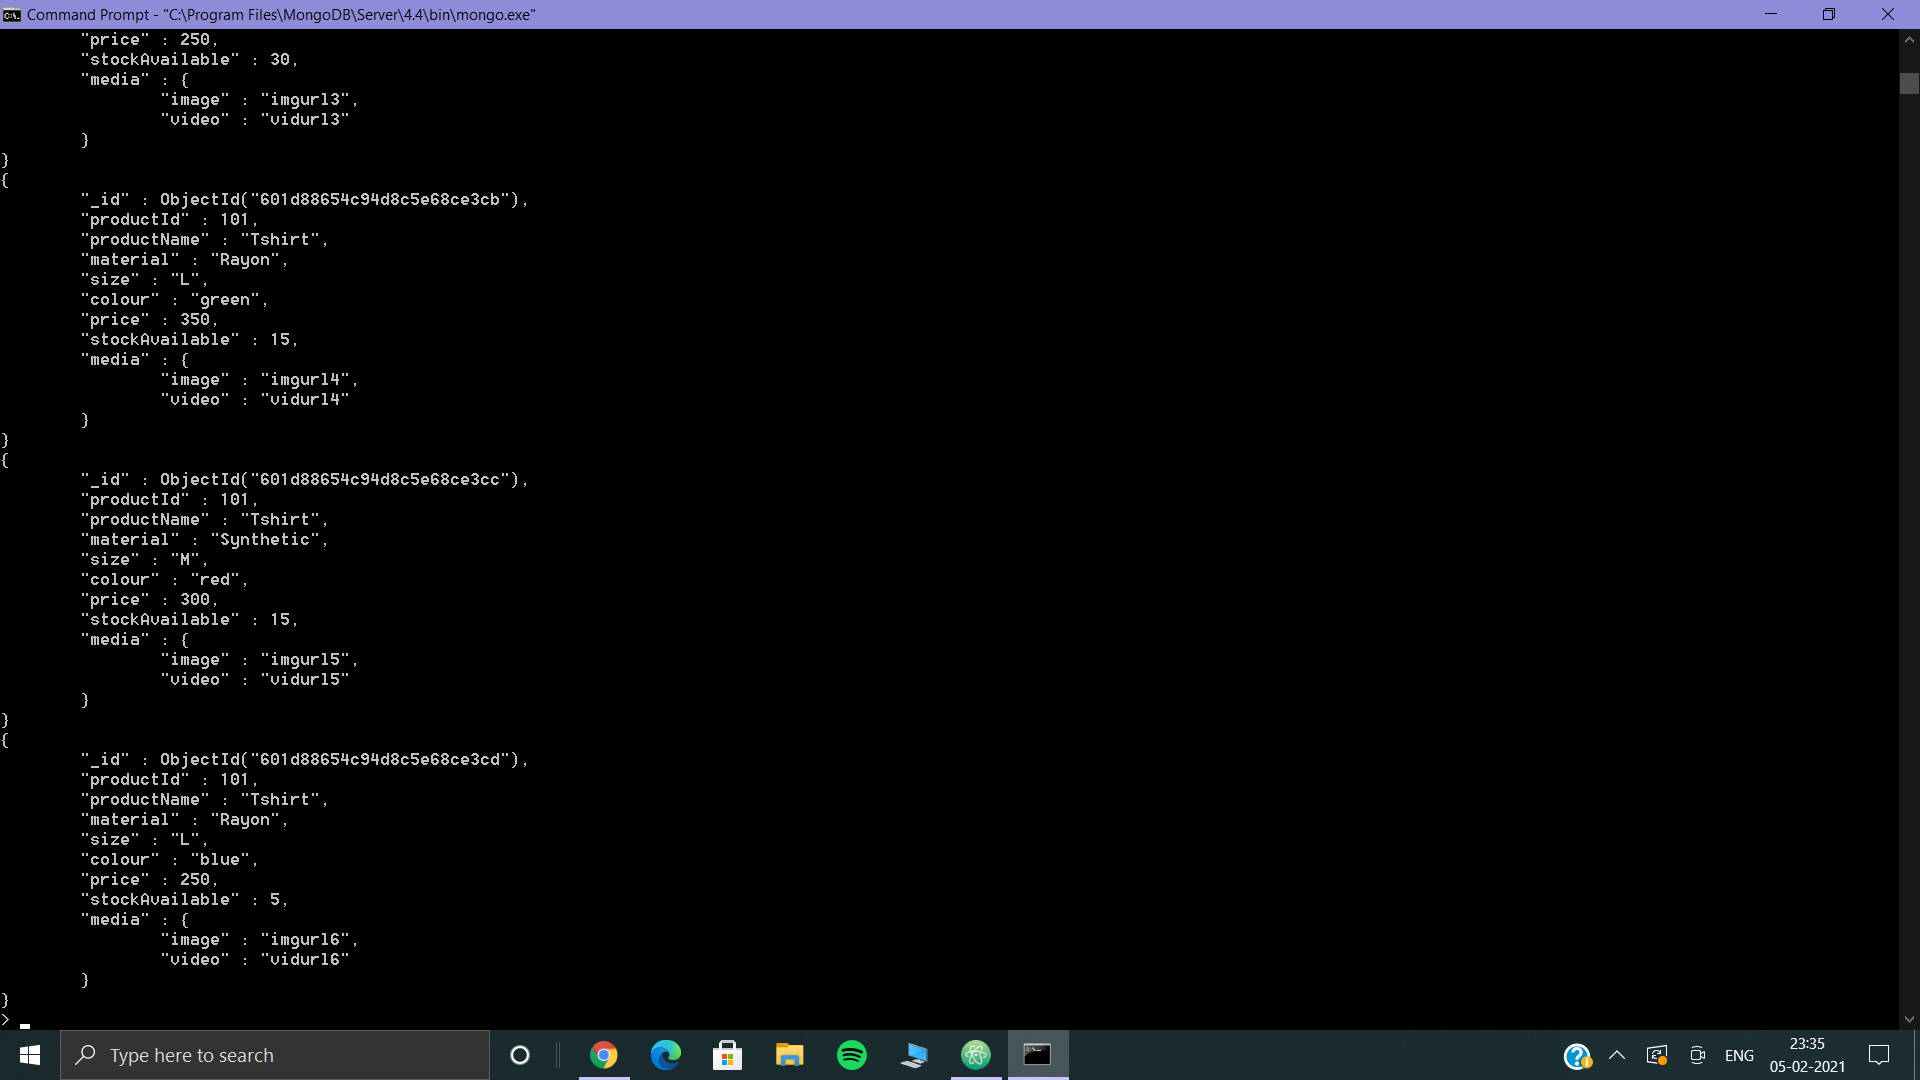 Command Prompt - "C:\Program Files\MongoDB\Server\4.4\bin\mongo.exe"
"price" : 250,
"stockAvailable" : 30,
"media" : {
"image" : "imgurl3",
"video" : "vidurl3"
}
}
{
"_id" : ObjectId("601d88654c94d8c5e68ce3cb"),
"productId" : 101,
"productName" : "Tshirt",
"material" : "Rayon",
"size" : "L",
"colour" : "green",
"price" : 350,
"stockAvailable" : 15,
"media" : {
"image" : "imgurl4",
"video" : "vidurl4"
}
}
{
"_id" : ObjectId("601d88654c94d8c5e68ce3cc"),
"productId" : 101,
"productName" : "Tshirt",
"material" : "Synthetic",
"size" : "M",
"colour" : "red",
"price" : 300,
"stockAvailable" : 15,
"media" : {
"image" : "imgurl5",
"video" : "vidurl5"
}
}
{
"_id" : ObjectId("601d88654c94d8c5e68ce3cd"),
"productId" : 101,
"productName" : "Tshirt",
"material" : "Rayon",
"size" : "L",
"colour" : "blue",
"price" : 250,
"stockAvailable" : 5,
"media" : {
"image" : "imgurl6",
"video" : "vidurl6"
}
}
>
Type here to search
ENG
23:35
05-02-2021